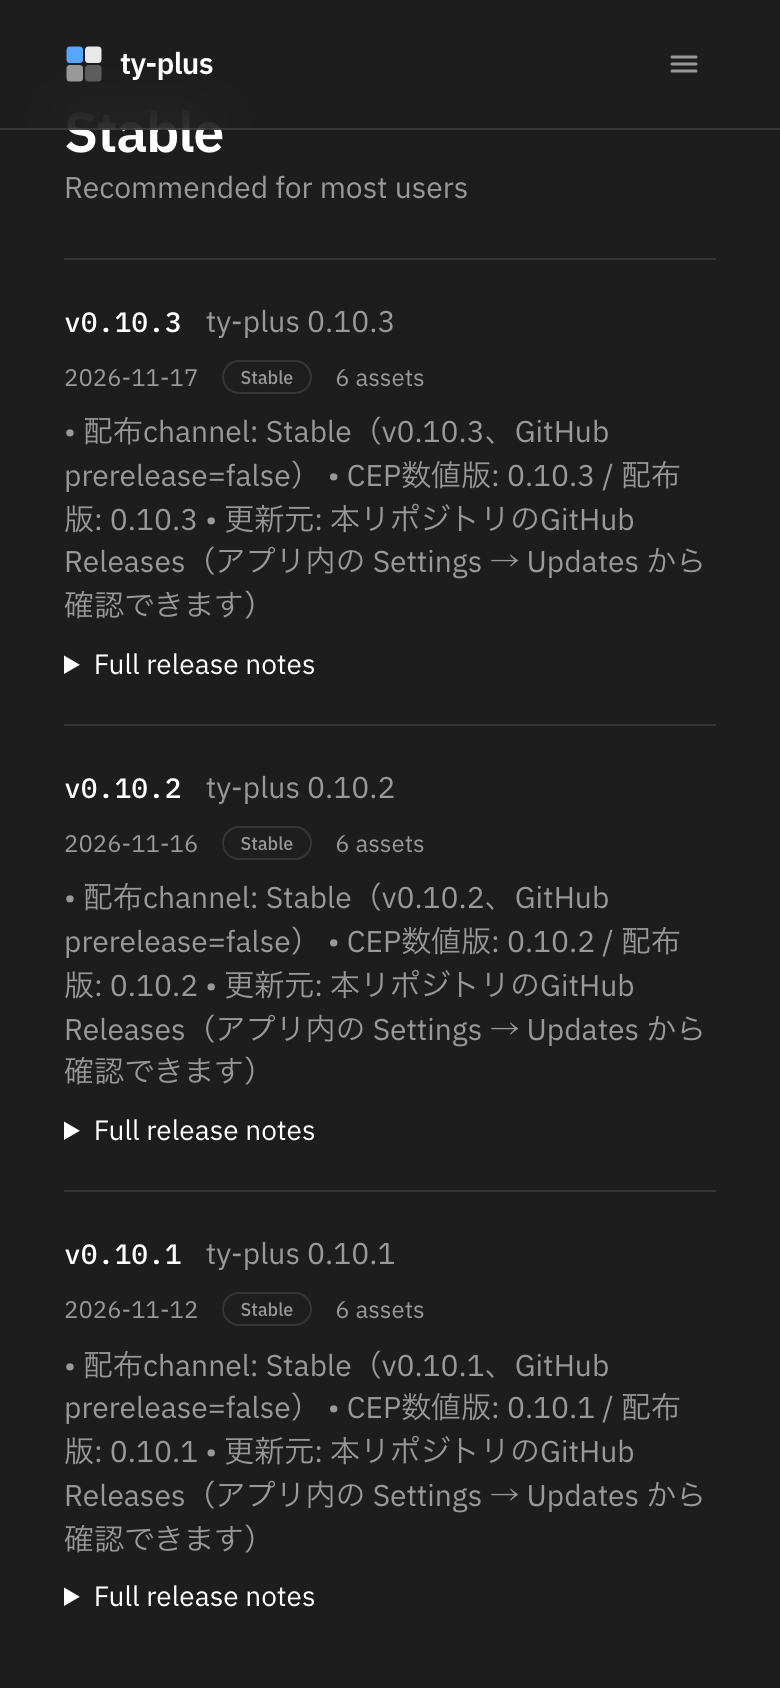 ty-plus
Stable
Recommended for most users
v0.10.3 ty-plus 0.10.3
2026-11-17 Stable 6 assets
• 配布channel: Stable（v0.10.3、GitHub
prerelease=false） • CEP数値版: 0.10.3 / 配布
版: 0.10.3 • 更新元: 本リポジトリのGitHub
Releases（アプリ内の Settings → Updates から
確認できます）
▶ Full release notes
v0.10.2 ty-plus 0.10.2
2026-11-16 Stable 6 assets
• 配布channel: Stable（v0.10.2、GitHub
prerelease=false） • CEP数値版: 0.10.2 / 配布
版: 0.10.2 • 更新元: 本リポジトリのGitHub
Releases（アプリ内の Settings → Updates から
確認できます）
▶ Full release notes
v0.10.1 ty-plus 0.10.1
2026-11-12 Stable 6 assets
• 配布channel: Stable（v0.10.1、GitHub
prerelease=false） • CEP数値版: 0.10.1 / 配布
版: 0.10.1 • 更新元: 本リポジトリのGitHub
Releases（アプリ内の Settings → Updates から
確認できます）
▶ Full release notes